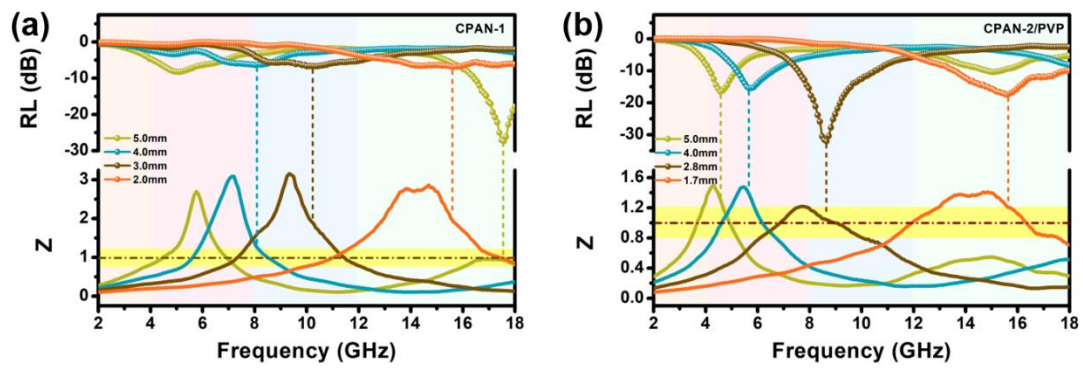 (a)
CPAN-1
RL (dB)
0
-10
-20
-30
5.0mm
4.0mm
3.0mm
2.0mm
Z
3
2
1
0
2 4 6 8 10 12 14 16 18
Frequency (GHz)
(b)
CPAN-2/PVP
RL (dB)
0
-10
-20
-30
5.0mm
4.0mm
2.8mm
1.7mm
Z
1.6
1.2
0.8
0.4
0.0
2 4 6 8 10 12 14 16 18
Frequency (GHz)